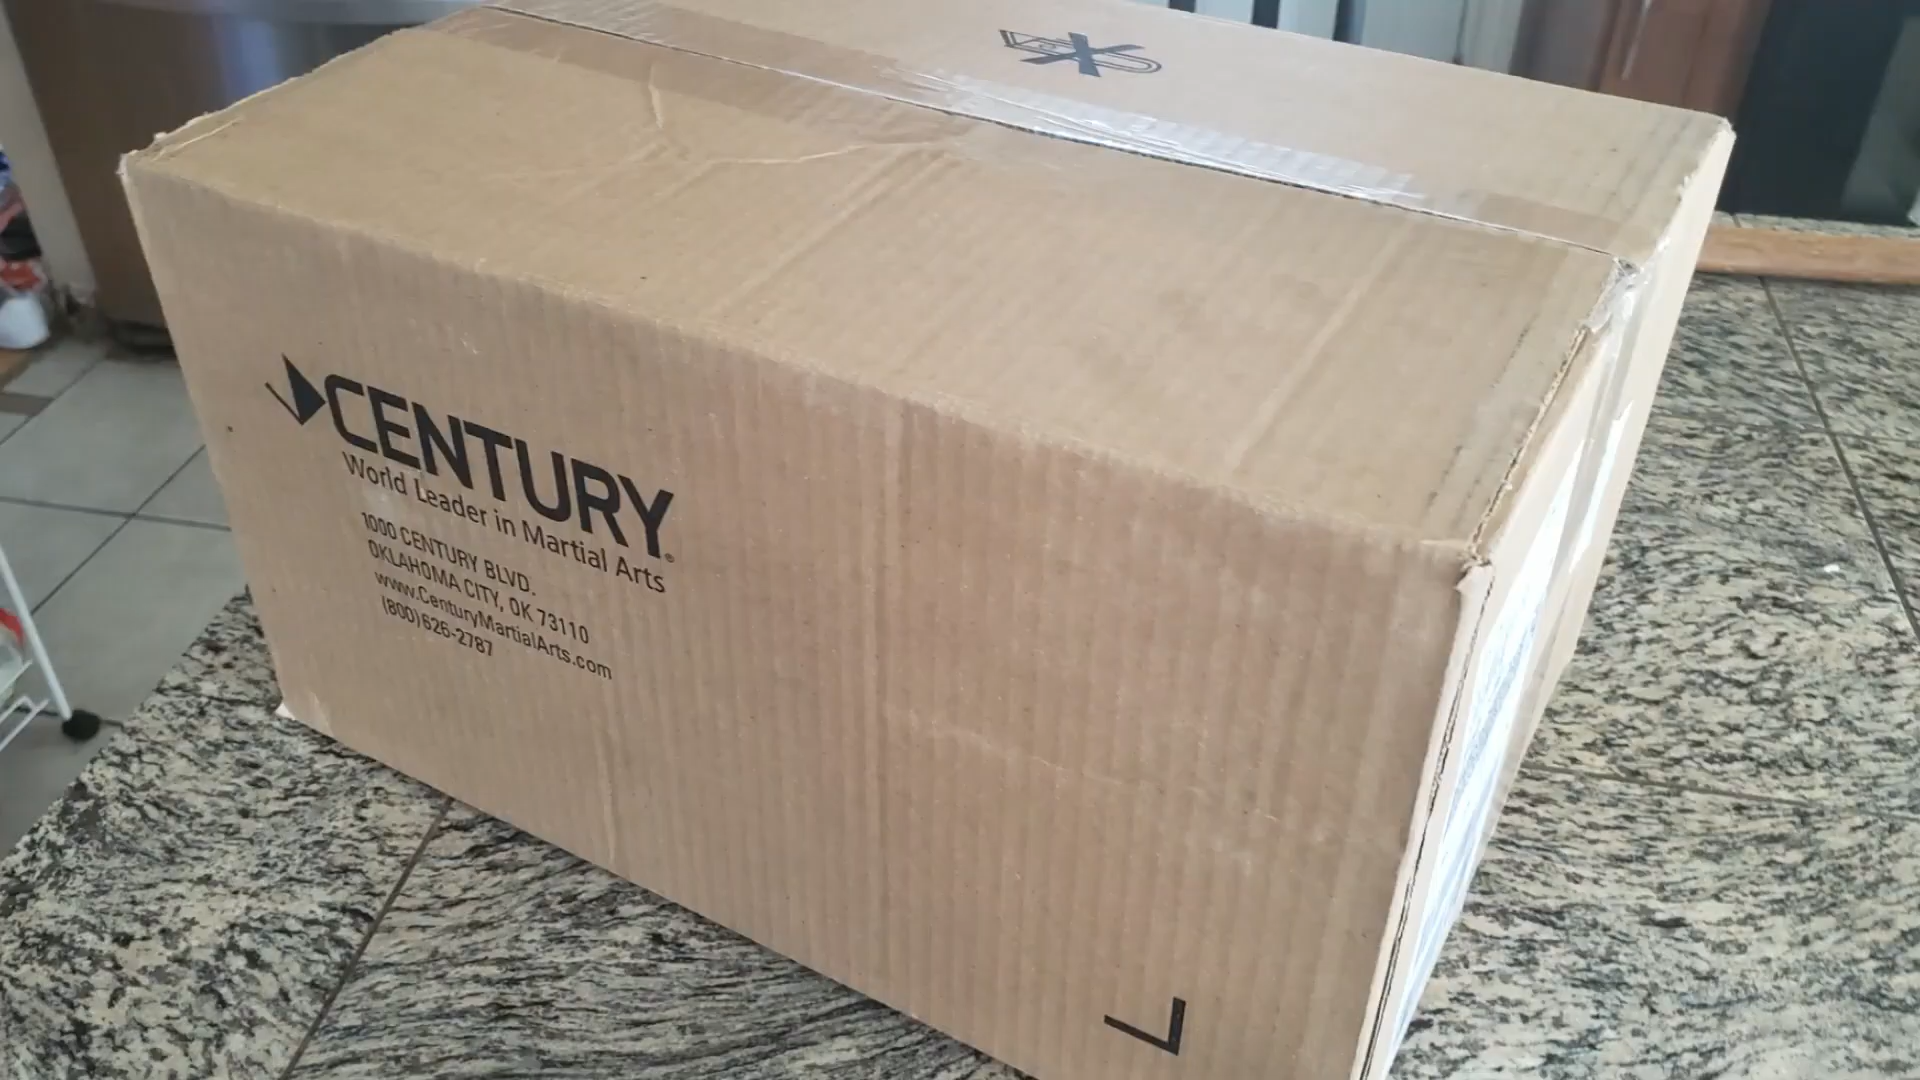 CENTURY®
World Leader in Martial Arts
1000 CENTURY BLVD.
OKLAHOMA CITY, OK 73110
www.CenturyMartialArts.com
(800) 626-2787